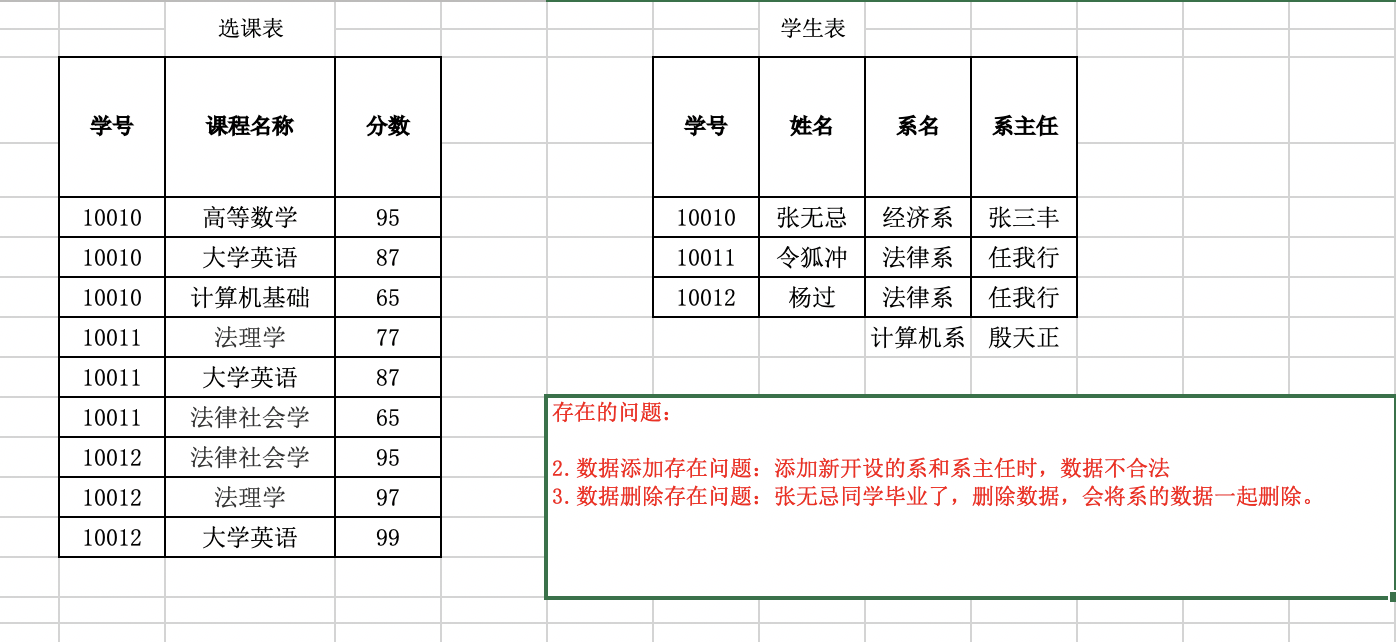 选课表
学号 课程名称 分数
10010 高等数学 95
10010 大学英语 87
10010 计算机基础 65
10011 法理学 77
10011 大学英语 87
10011 法律社会学 65
10012 法律社会学 95
10012 法理学 97
10012 大学英语 99
学生表
学号 姓名 系名 系主任
10010 张无忌 经济系 张三丰
10011 令狐冲 法律系 任我行
10012 杨过 法律系 任我行
计算机系 殷天正
存在的问题：
2.数据添加存在问题：添加新开设的系和系主任时，数据不合法
3.数据删除存在问题：张无忌同学毕业了，删除数据，会将系的数据一起删除。